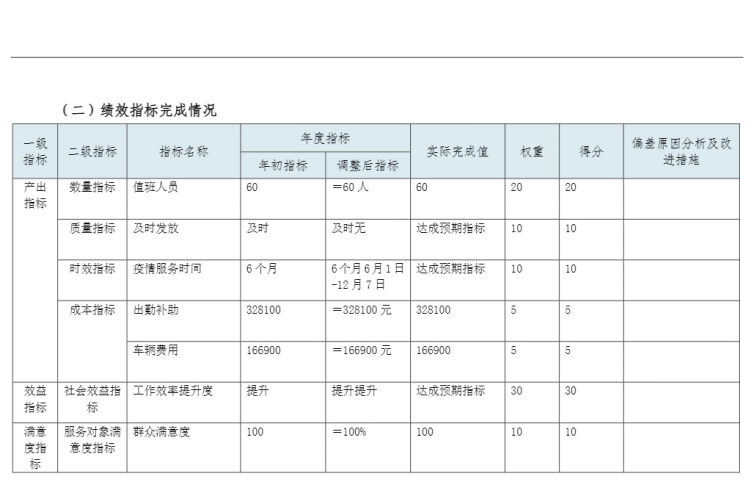 （二）绩效指标完成情况
一级指标 二级指标 指标名称 年度指标 实际完成值 权重 得分 偏差原因分析及改进措施
年初指标 调整后指标
产出指标 数量指标 值班人员 60 ＝60 人 60 20 20
质量指标 及时发放 及时 及时无 达成预期指标 10 10
时效指标 疫情服务时间 6 个月 6 个月 6 月 1 日-12 月 7 日 达成预期指标 10 10
成本指标 出勤补助 328100 ＝328100 元 328100 5 5
车辆费用 166900 ＝166900 元 166900 5 5
效益指标 社会效益指标 工作效率提升度 提升 提升提升 达成预期指标 30 30
满意度指标 服务对象满意度指标 群众满意度 100 ＝100% 100 10 10